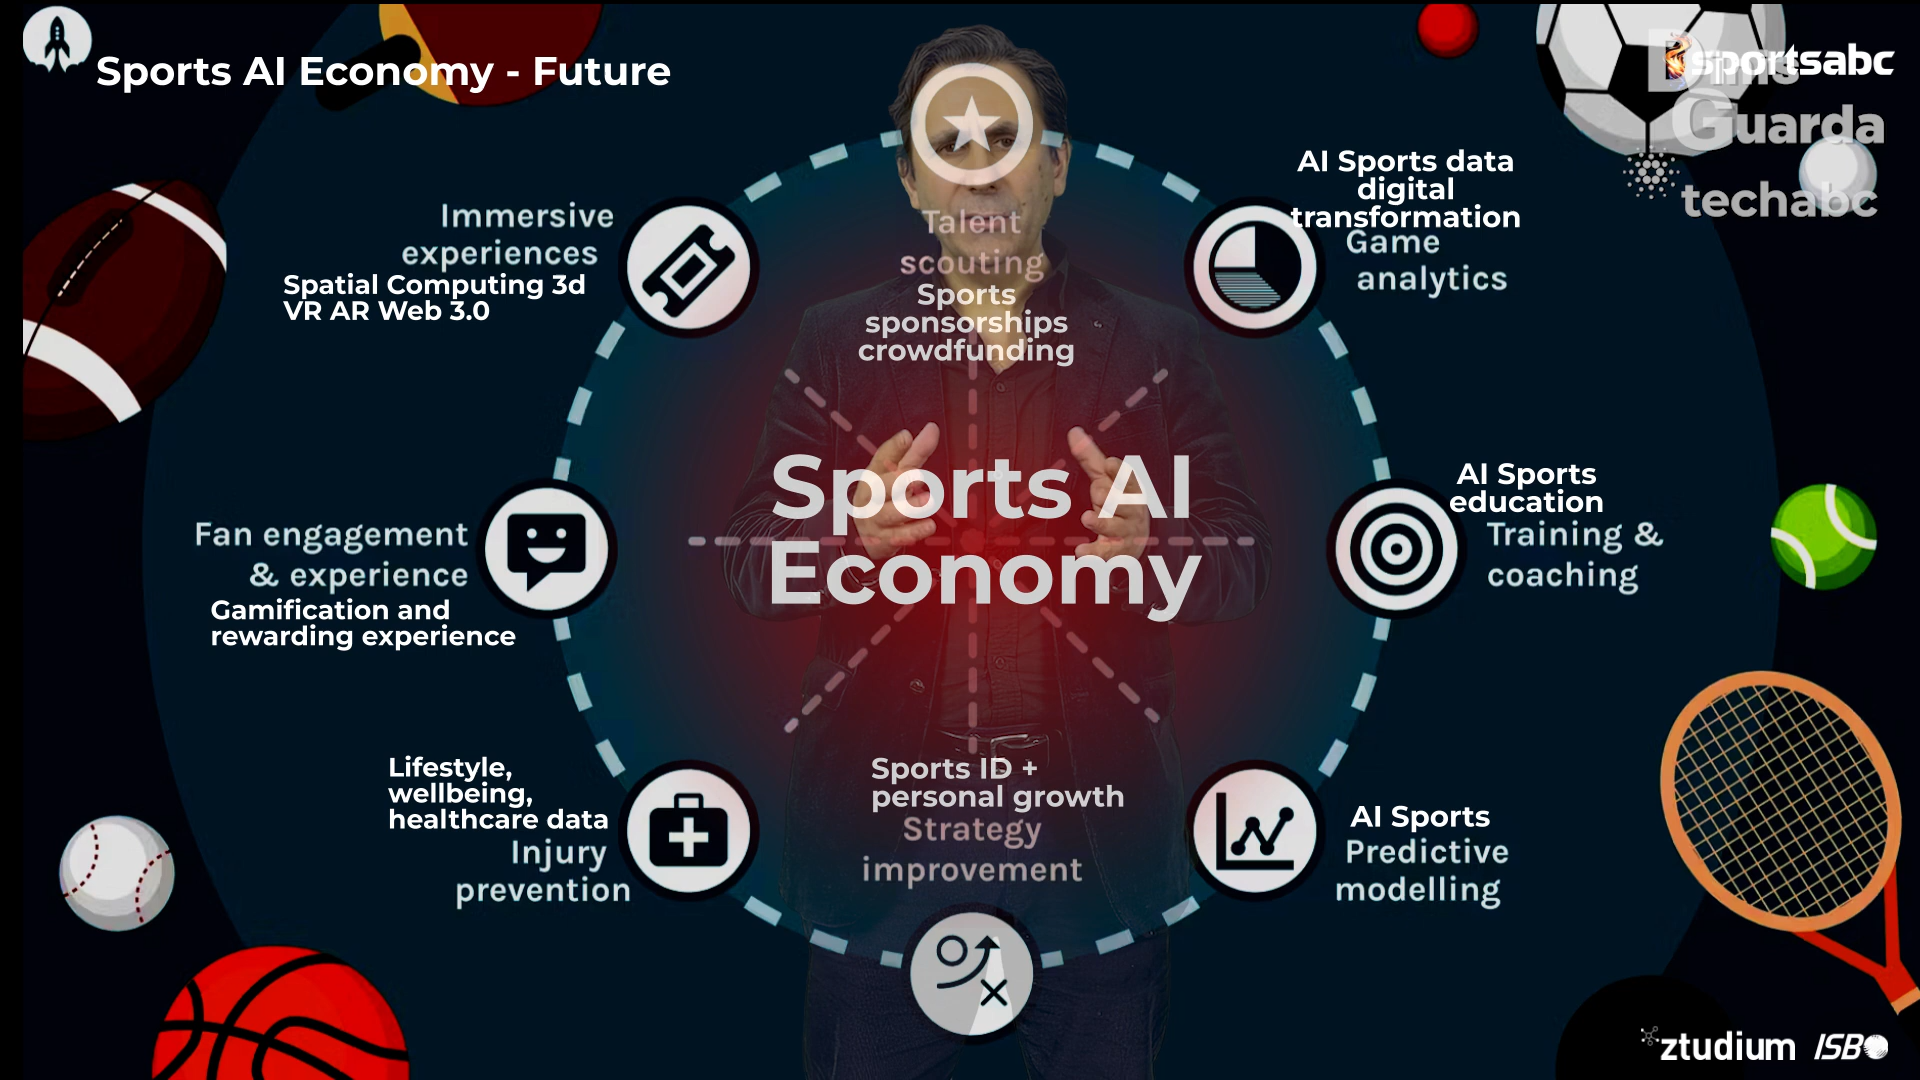 Sports AI Economy - Future
sportsabc
Dinis
Guarda
techabc
AI Sports data
digital
transformation
Game
analytics
Immersive
experiences
Spatial Computing 3d
VR AR Web 3.0
Talent
scouting
Sports
sponsorships
crowdfunding
Sports AI
Economy
AI Sports
education
Training &
coaching
Fan engagement
& experience
Gamification and
rewarding experience
Lifestyle,
wellbeing,
healthcare data
Injury
prevention
Sports ID +
personal growth
Strategy
improvement
AI Sports
Predictive
modelling
ztudium
ISBO